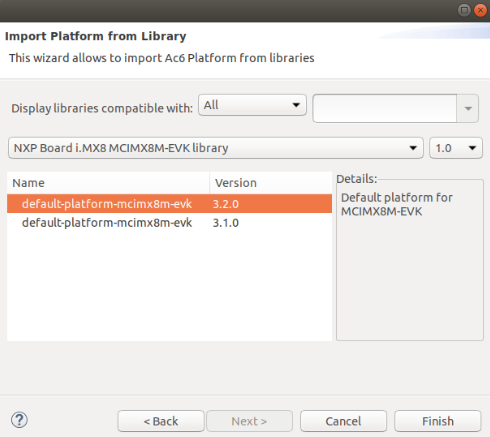 Import Platform from Library
This wizard allows to import Ac6 Platform from libraries
Display libraries compatible with: All
NXP Board i.MX8 MCIMX8M-EVK library 1.0
Name Version
default-platform-mcimx8m-evk 3.2.0
default-platform-mcimx8m-evk 3.1.0
Details:
Default platform for
MCIMX8M-EVK
? < Back Next > Cancel Finish